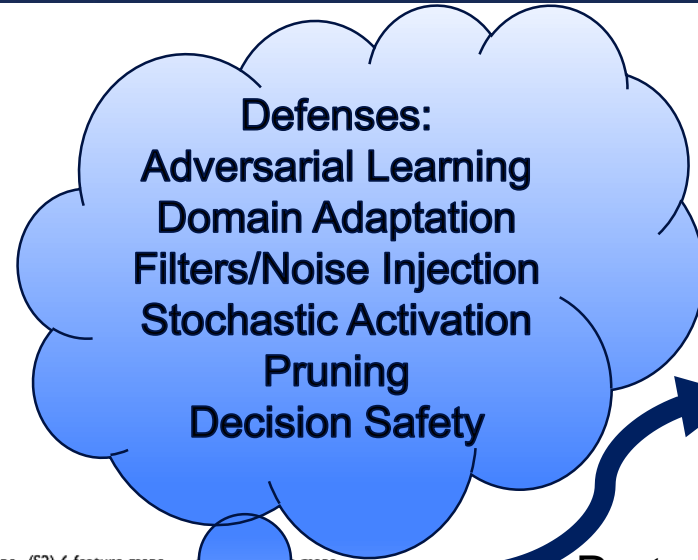 Defenses:
Adversarial Learning
Domain Adaptation
Filters/Noise Injection
Stochastic Activation
Pruning
Decision Safety